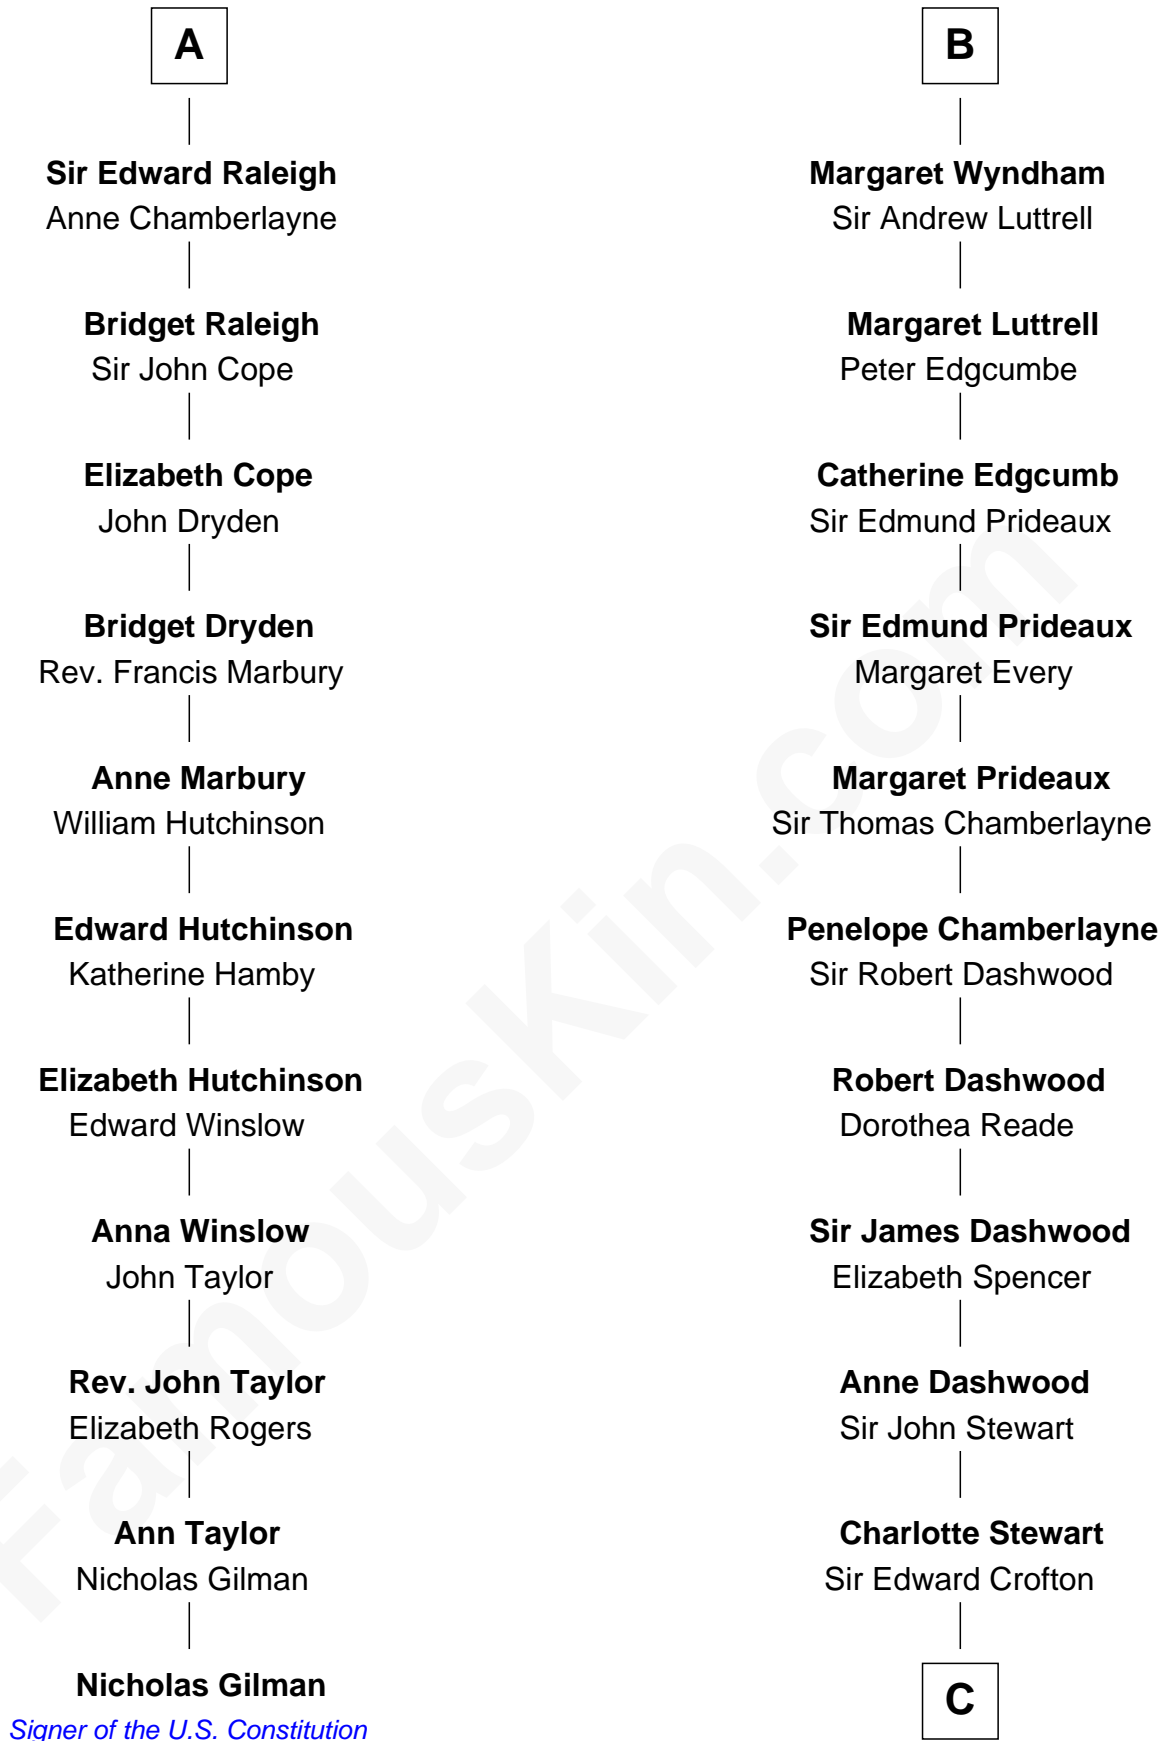 A
Sir Edward Raleigh
Anne Chamberlayne
Bridget Raleigh
Sir John Cope
Elizabeth Cope
John Dryden
Bridget Dryden
Rev. Francis Marbury
Anne Marbury
William Hutchinson
Edward Hutchinson
Katherine Hamby
Elizabeth Hutchinson
Edward Winslow
Anna Winslow
John Taylor
Rev. John Taylor
Elizabeth Rogers
Ann Taylor
Nicholas Gilman
Nicholas Gilman
Signer of the U.S. Constitution
B
Margaret Wyndham
Sir Andrew Luttrell
Margaret Luttrell
Peter Edgcumbe
Catherine Edgcumb
Sir Edmund Prideaux
Sir Edmund Prideaux
Margaret Every
Margaret Prideaux
Sir Thomas Chamberlayne
Penelope Chamberlayne
Sir Robert Dashwood
Robert Dashwood
Dorothea Reade
Sir James Dashwood
Elizabeth Spencer
Anne Dashwood
Sir John Stewart
Charlotte Stewart
Sir Edward Crofton
C
FamousKin.com